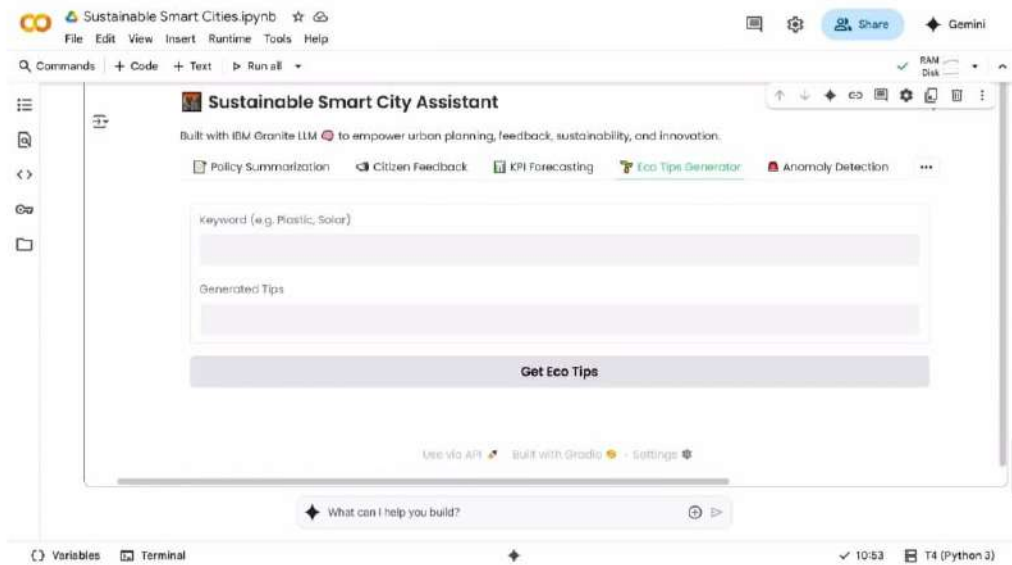 Sustainable Smart Cities.ipynb
File Edit View Insert Runtime Tools Help
Share
Gemini
Commands + Code + Text Run all
RAM
Disk
Sustainable Smart City Assistant
Built with IBM Granite LLM to empower urban planning, feedback, sustainability, and innovation.
Policy Summarization Citizen Feedback KPI Forecasting Eco Tips Generator Anomaly Detection ...
Keyword (e.g. Plastic, Solar)
Generated Tips
Get Eco Tips
Use via API Built with Gradio · Settings
What can I help you build?
Variables Terminal 10:53 T4 (Python 3)